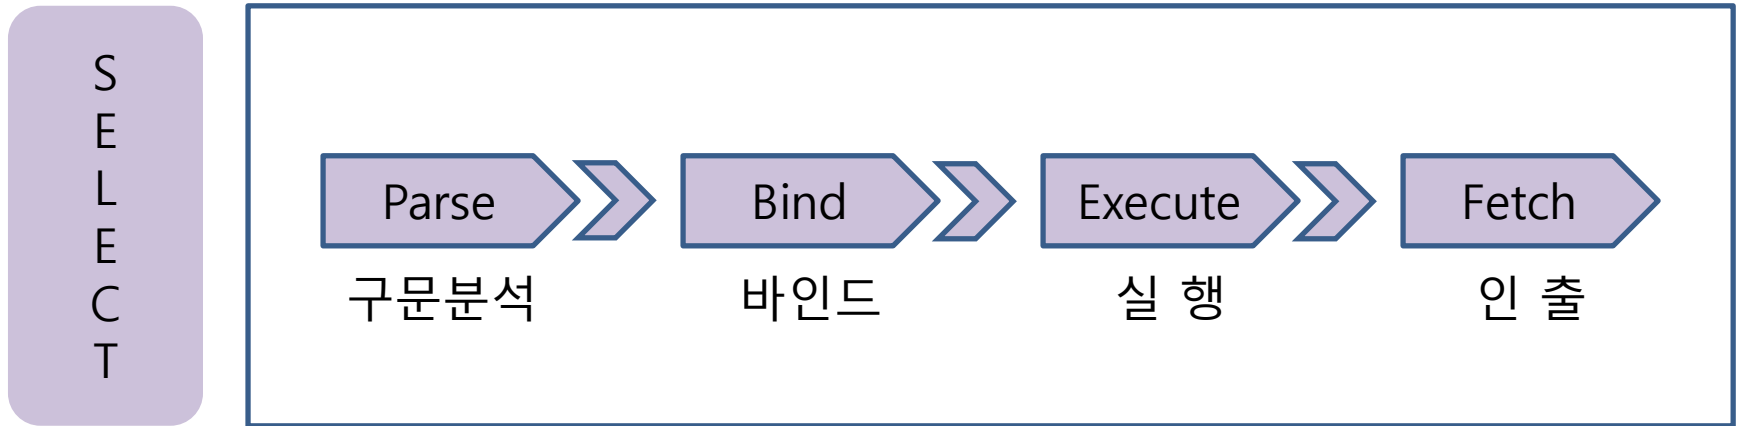 SELECT
Parse
Bind
Execute
Fetch
구문분석
바인드
실 행
인 출